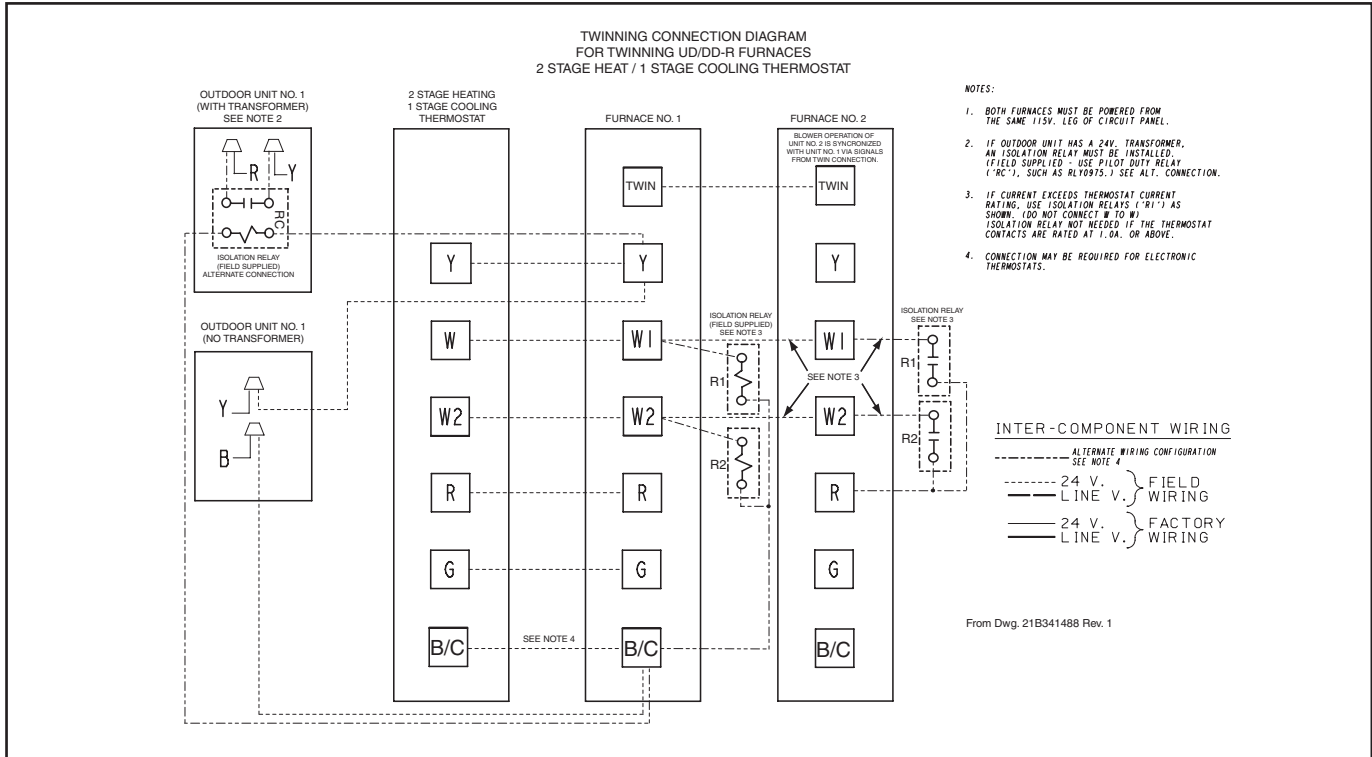 TWINNING CONNECTION DIAGRAM
FOR TWINNING UD/DD-R FURNACES
2 STAGE HEAT / 1 STAGE COOLING THERMOSTAT
OUTDOOR UNIT NO. 1
(WITH TRANSFORMER)
SEE NOTE 2
R
Y
RC
ISOLATION RELAY
(FIELD SUPPLIED)
ALTERNATE CONNECTION
OUTDOOR UNIT NO. 1
(NO TRANSFORMER)
Y
B
2 STAGE HEATING
1 STAGE COOLING
THERMOSTAT
Y
W
W2
R
G
B/C
SEE NOTE 4
FURNACE NO. 1
TWIN
Y
W1
W2
R
G
B/C
ISOLATION RELAY
(FIELD SUPPLIED)
SEE NOTE 3
R1
R2
FURNACE NO. 2
BLOWER OPERATION OF
UNIT NO. 2 IS SYNCRONIZED
WITH UNIT NO. 1 VIA SIGNALS
FROM TWIN CONNECTION.
TWIN
Y
W1
SEE NOTE 3
W2
R
G
B/C
ISOLATION RELAY
SEE NOTE 3
R1
R2
NOTES:
1. BOTH FURNACES MUST BE POWERED FROM
THE SAME 115V. LEG OF CIRCUIT PANEL.
2. IF OUTDOOR UNIT HAS A 24V. TRANSFORMER,
AN ISOLATION RELAY MUST BE INSTALLED.
(FIELD SUPPLIED - USE PILOT DUTY RELAY
('RC'), SUCH AS RLY0975.) SEE ALT. CONNECTION.
3. IF CURRENT EXCEEDS THERMOSTAT CURRENT
RATING, USE ISOLATION RELAYS ('R1') AS
SHOWN. (DO NOT CONNECT W TO W)
ISOLATION RELAY NOT NEEDED IF THE THERMOSTAT
CONTACTS ARE RATED AT 1.0A. OR ABOVE.
4. CONNECTION MAY BE REQUIRED FOR ELECTRONIC
THERMOSTATS.
INTER-COMPONENT WIRING
ALTERNATE WIRING CONFIGURATION
SEE NOTE 4
24 V. FIELD
LINE V. WIRING
24 V. FACTORY
LINE V. WIRING
From Dwg. 21B341488 Rev. 1